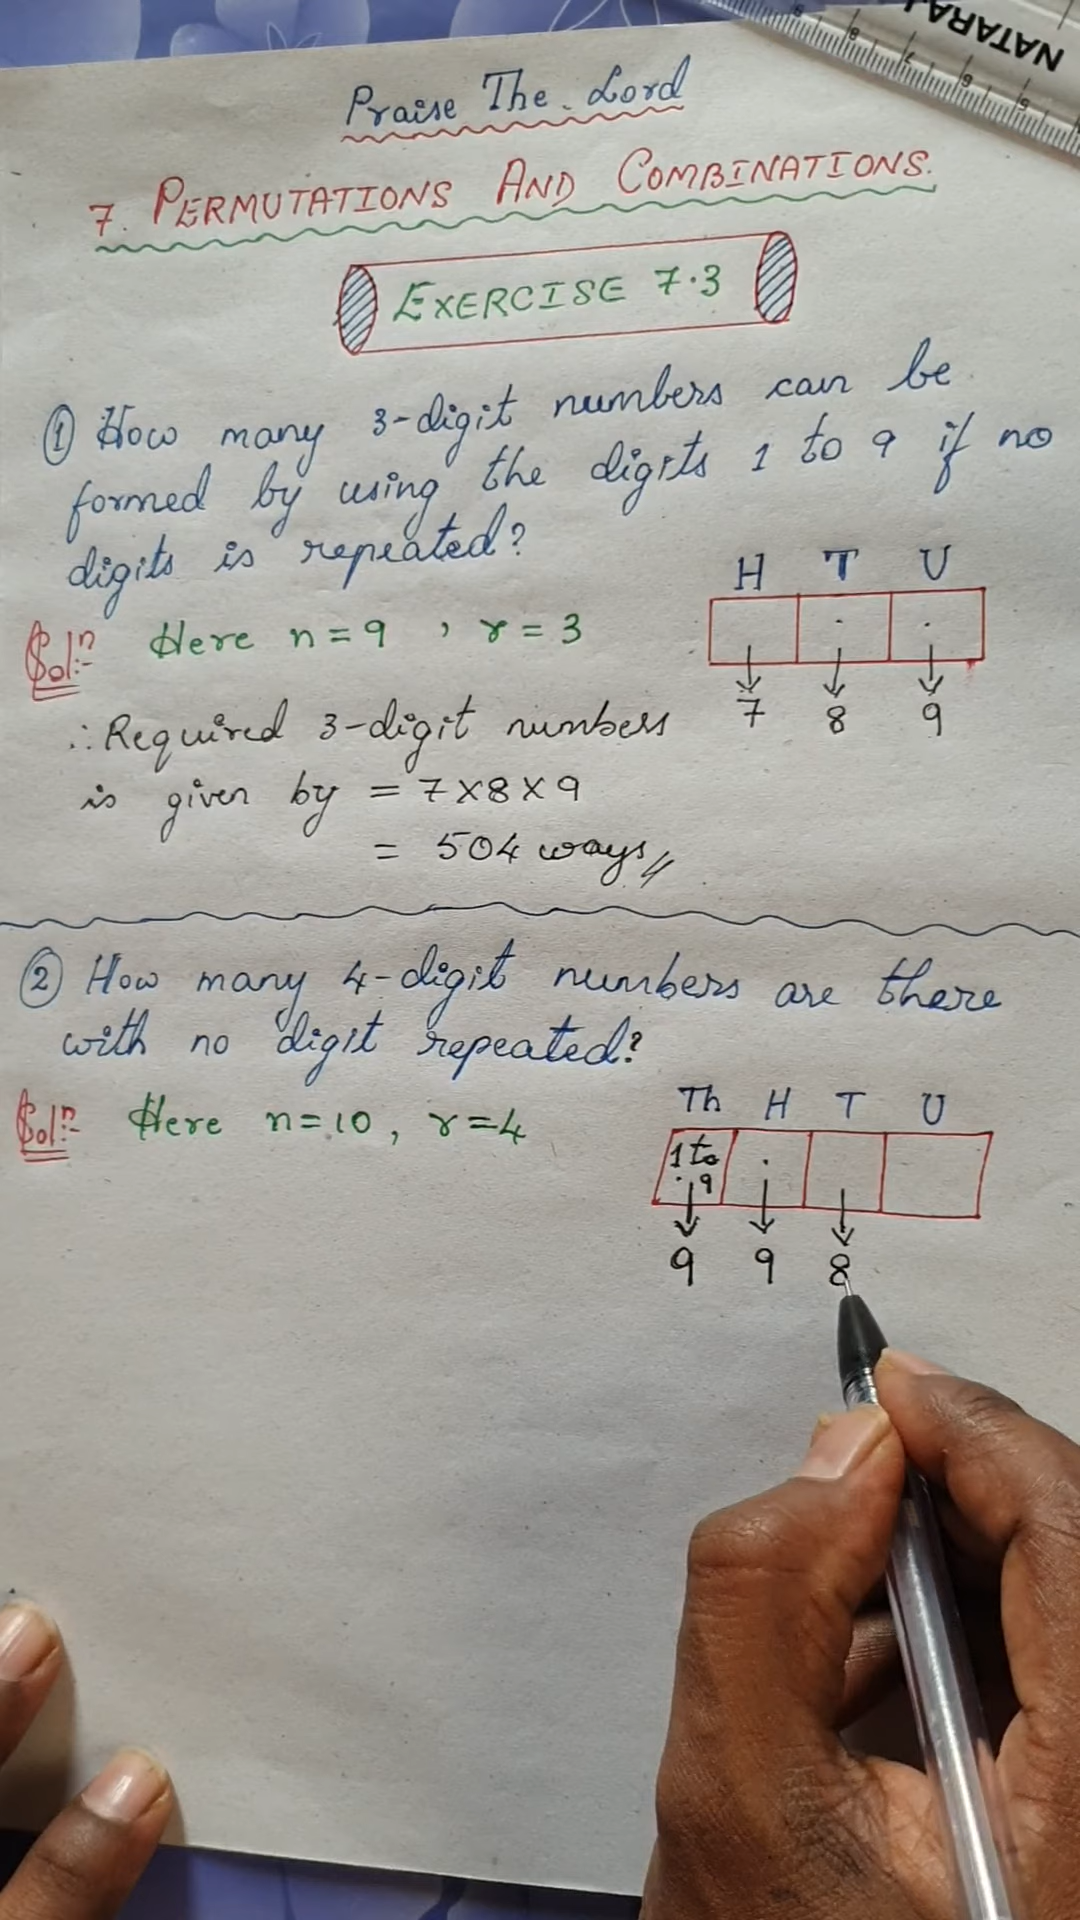 NATARAJ
Praise The Lord
7. PERMUTATIONS AND COMBINATIONS.
EXERCISE 7.3
① How many 3-digit numbers can be
formed by using the digits 1 to 9 if no
digits is repeated?
H T U
Solⁿ:- Here n = 9 , r = 3
7 8 9
∴ Required 3-digit numbers
is given by = 7 × 8 × 9
= 504 ways //
② How many 4-digit numbers are there
with no digit repeated?
Th H T U
Solⁿ:- Here n = 10, r = 4
1 to
9
9 9 8